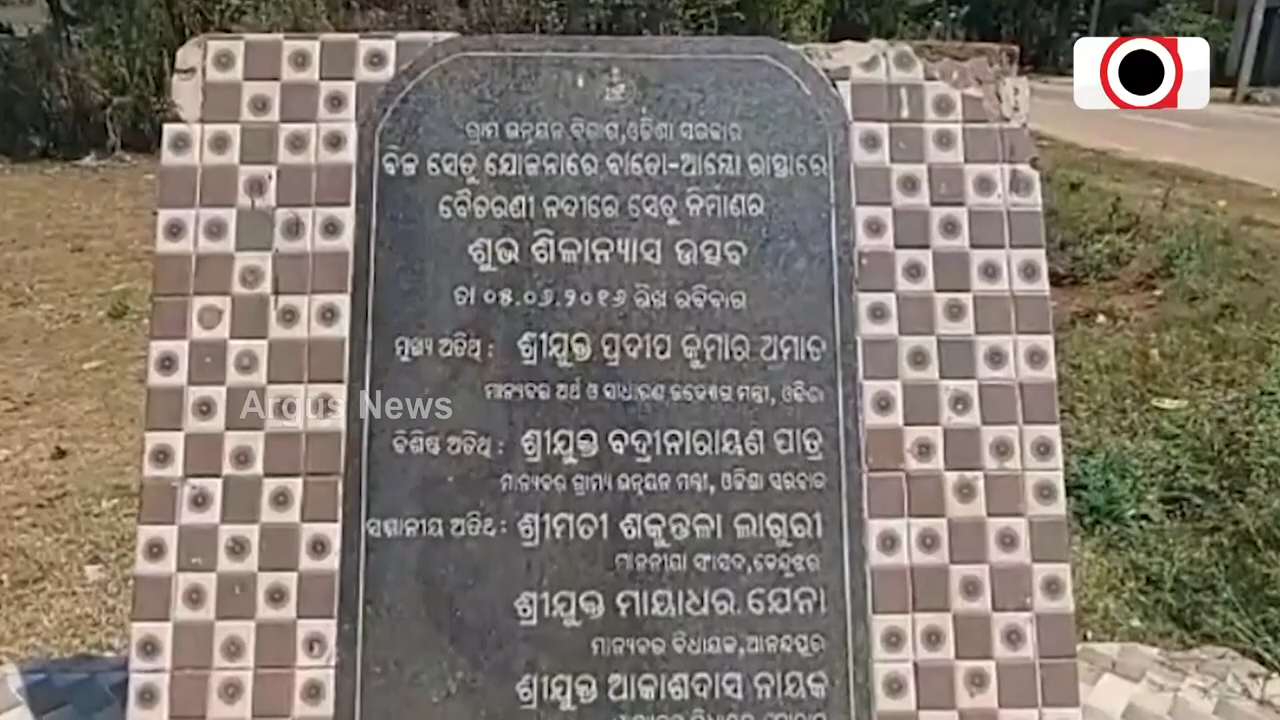 ଗ୍ରାମ୍ୟ ଉନ୍ନୟନ ବିଭାଗ,ଓଡିଶା ସରକାର
ବିଜୁ ସେତୁ ଯୋଜନାରେ ବାଡୋ-ଆମ୍ବୋ ରାସ୍ତାରେ
ବୈତରଣୀ ନଦୀରେ ସେତୁ ନିର୍ମାଣର
ଶୁଭ ଶିଳାନ୍ୟାସ ଉତ୍ସବ
ତା ୦୫.୦୬.୨୦୧୬ ରିଖ ରବିବାର
ମୁଖ୍ୟ ଅତିଥି : ଶ୍ରୀଯୁକ୍ତ ପ୍ରଦୀପ କୁମାର ଅମାତ
ମାନ୍ୟବର ଅର୍ଥ ଓ ସାଧାରଣ ଉଦ୍ୟୋଗ ମନ୍ତ୍ରୀ, ଓଡ଼ିଶା
Argus News
ବିଶିଷ୍ଟ ଅତିଥି : ଶ୍ରୀଯୁକ୍ତ ବଦ୍ରୀନାରାୟଣ ପାତ୍ର
ମାନ୍ୟବର ଗ୍ରାମ୍ୟ ଉନ୍ନୟନ ମନ୍ତ୍ରୀ, ଓଡିଶା ସରକାର
ସମ୍ମାନୀୟ ଅତିଥି : ଶ୍ରୀମତୀ ଶକୁନ୍ତଳା ଲାଗୁରୀ
ମାନନୀୟା ସଂସଦ,କେନ୍ଦୁଝର
ଶ୍ରୀଯୁକ୍ତ ମାୟାଧର ଯେନା
ମାନ୍ୟବର ବିଧାୟକ,ଆନନ୍ଦପୁର
ଶ୍ରୀଯୁକ୍ତ ଆକାଶଦାସ ନାୟକ